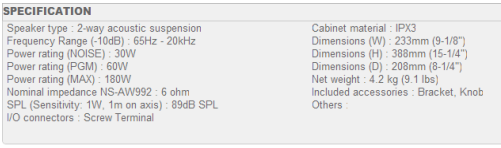 SPECIFICATION
Speaker type : 2-way acoustic suspension
Frequency Range (-10dB) : 65Hz - 20kHz
Power rating (NOISE) : 30W
Power rating (PGM) : 60W
Power rating (MAX) : 180W
Nominal impedance NS-AW992 : 6 ohm
SPL (Sensitivity: 1W, 1m on axis) : 89dB SPL
I/O connectors : Screw Terminal
Cabinet material : IPX3
Dimensions (W) : 233mm (9-1/8")
Dimensions (H) : 388mm (15-1/4")
Dimensions (D) : 208mm (8-1/4")
Net weight : 4.2 kg (9.1 lbs)
Included accessories : Bracket, Knob
Others :